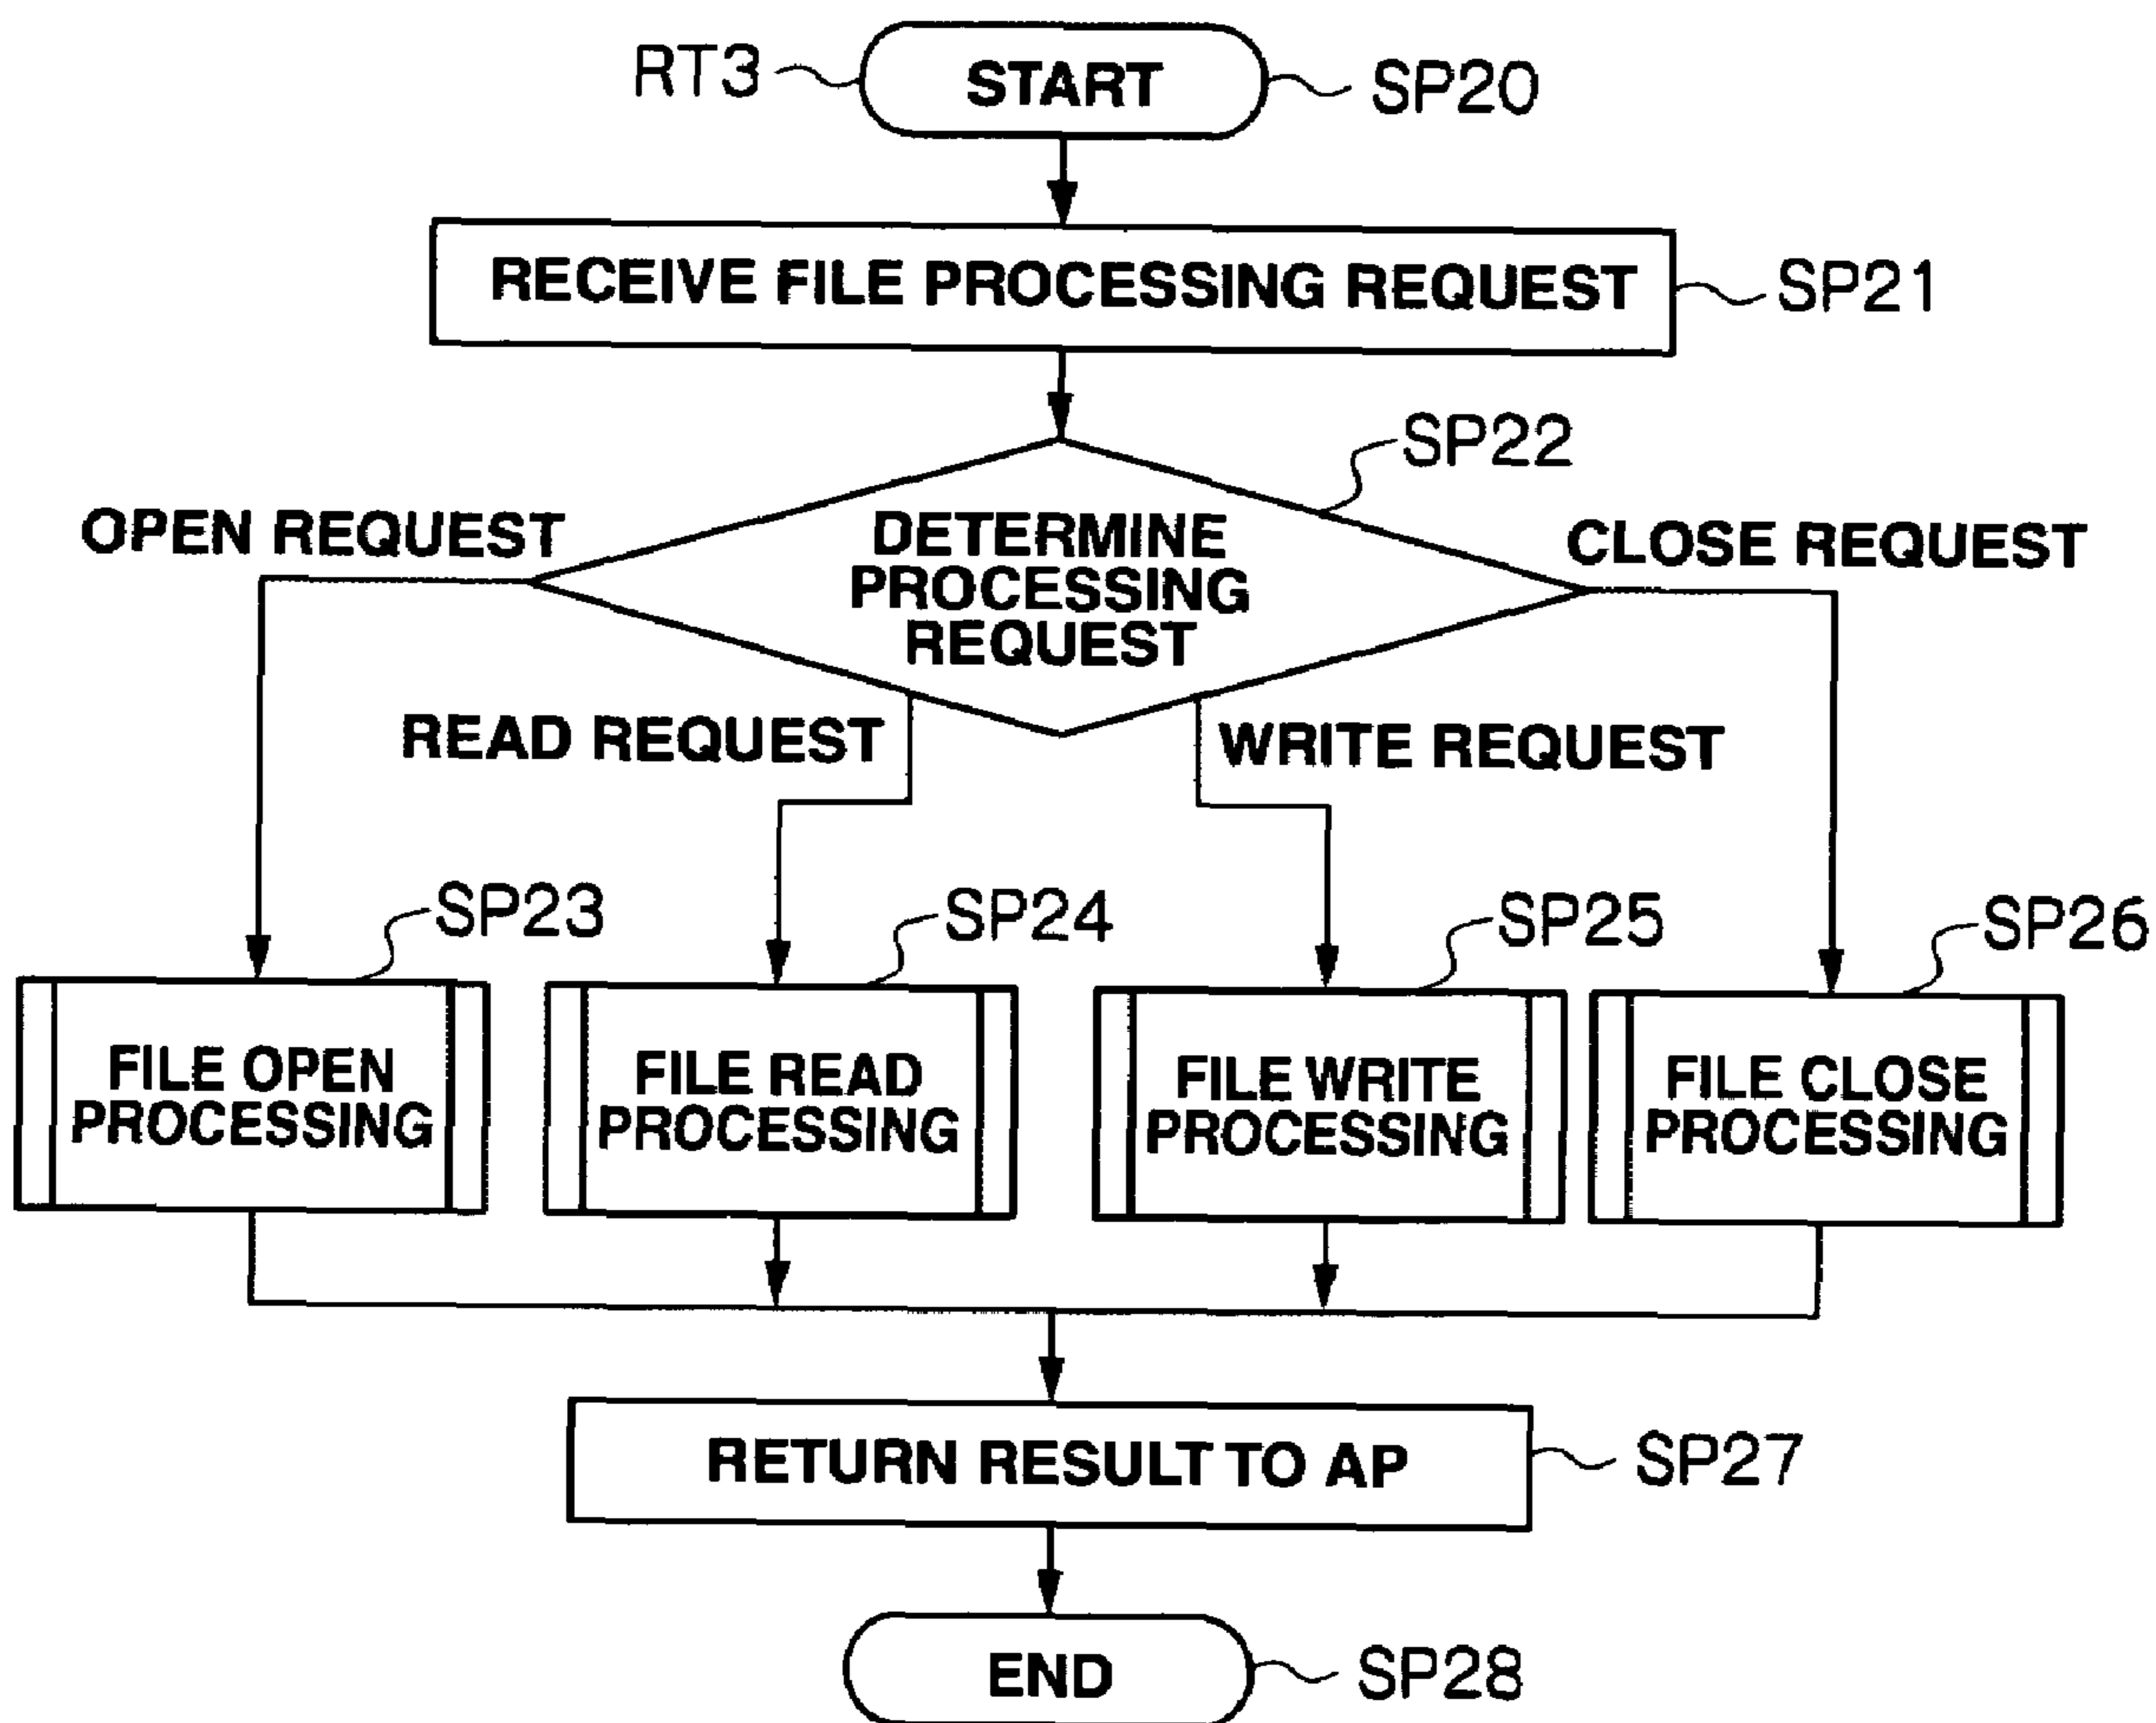 RT3
START
SP20
RECEIVE FILE PROCESSING REQUEST
SP21
SP22
OPEN REQUEST
DETERMINE
PROCESSING
REQUEST
CLOSE REQUEST
READ REQUEST
WRITE REQUEST
SP23
SP24
SP25
SP26
FILE OPEN
PROCESSING
FILE READ
PROCESSING
FILE WRITE
PROCESSING
FILE CLOSE
PROCESSING
RETURN RESULT TO AP
SP27
END
SP28